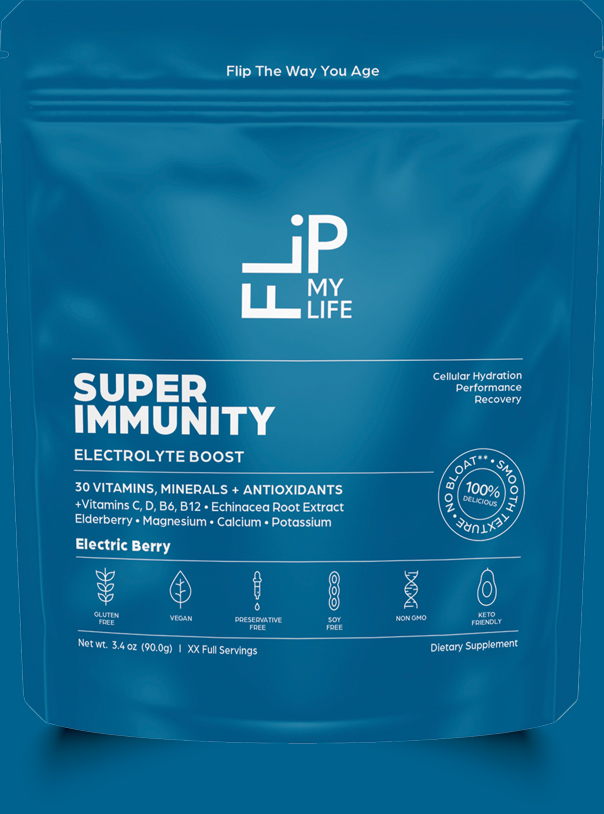 Flip The Way You Age
FLiP
MY
LIFE
SUPER
IMMUNITY
Cellular Hydration
Performance
Recovery
ELECTROLYTE BOOST
30 VITAMINS, MINERALS + ANTIOXIDANTS
+Vitamins C, D, B6, B12 • Echinacea Root Extract
Elderberry • Magnesium • Calcium • Potassium
NO BLOAT** • SMOOTH TEXTURE •
100%
DELICIOUS
Electric Berry
GLUTEN
FREE
VEGAN
PRESERVATIVE
FREE
SOY
FREE
NON GMO
KETO
FRIENDLY
Net wt. 3.4 oz (90.0g) | XX Full Servings
Dietary Supplement